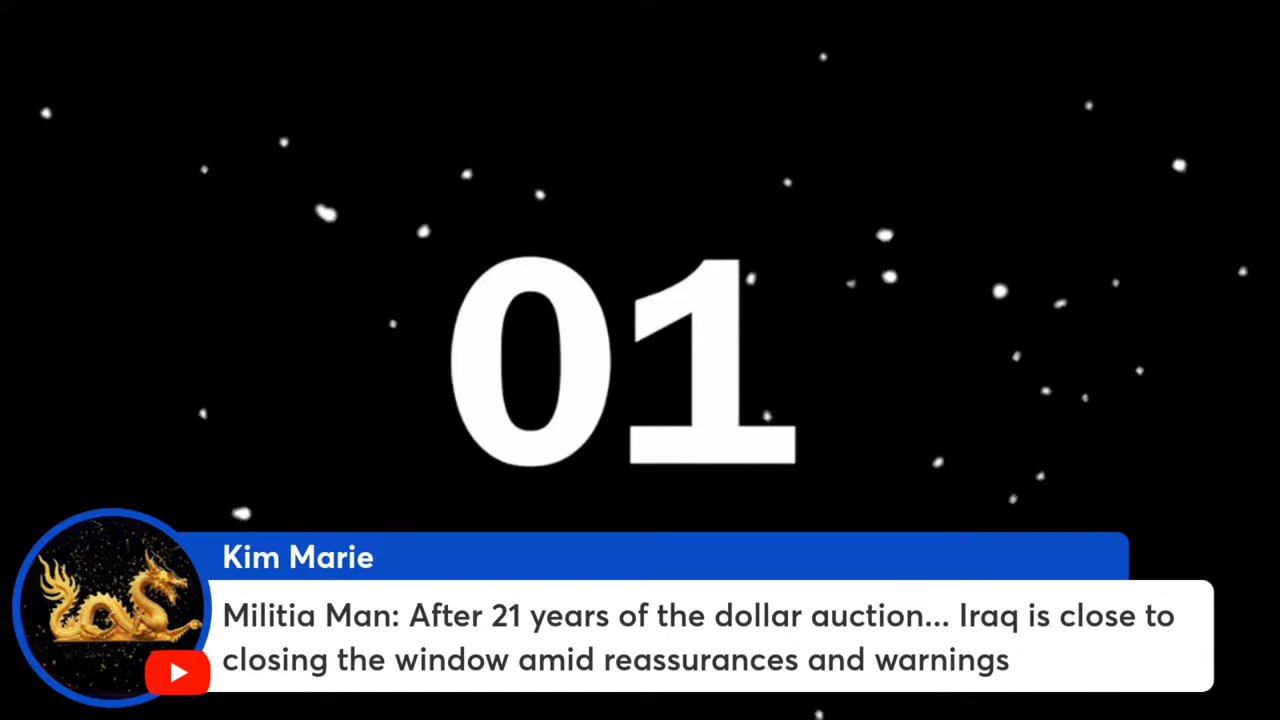 01
Kim Marie
Militia Man: After 21 years of the dollar auction... Iraq is close to
closing the window amid reassurances and warnings